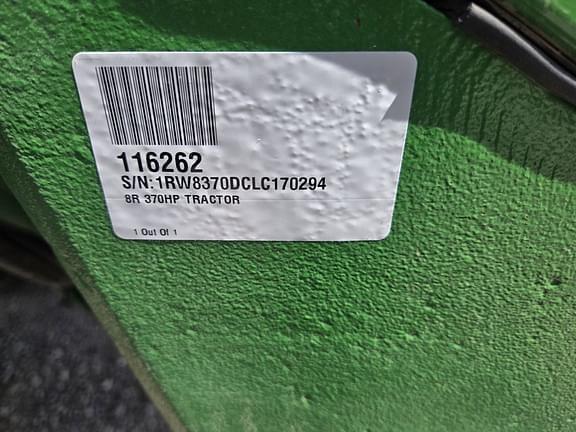 116262
S/N: 1RW8370DCLC170294
8R 370HP TRACTOR
1 Out Of 1